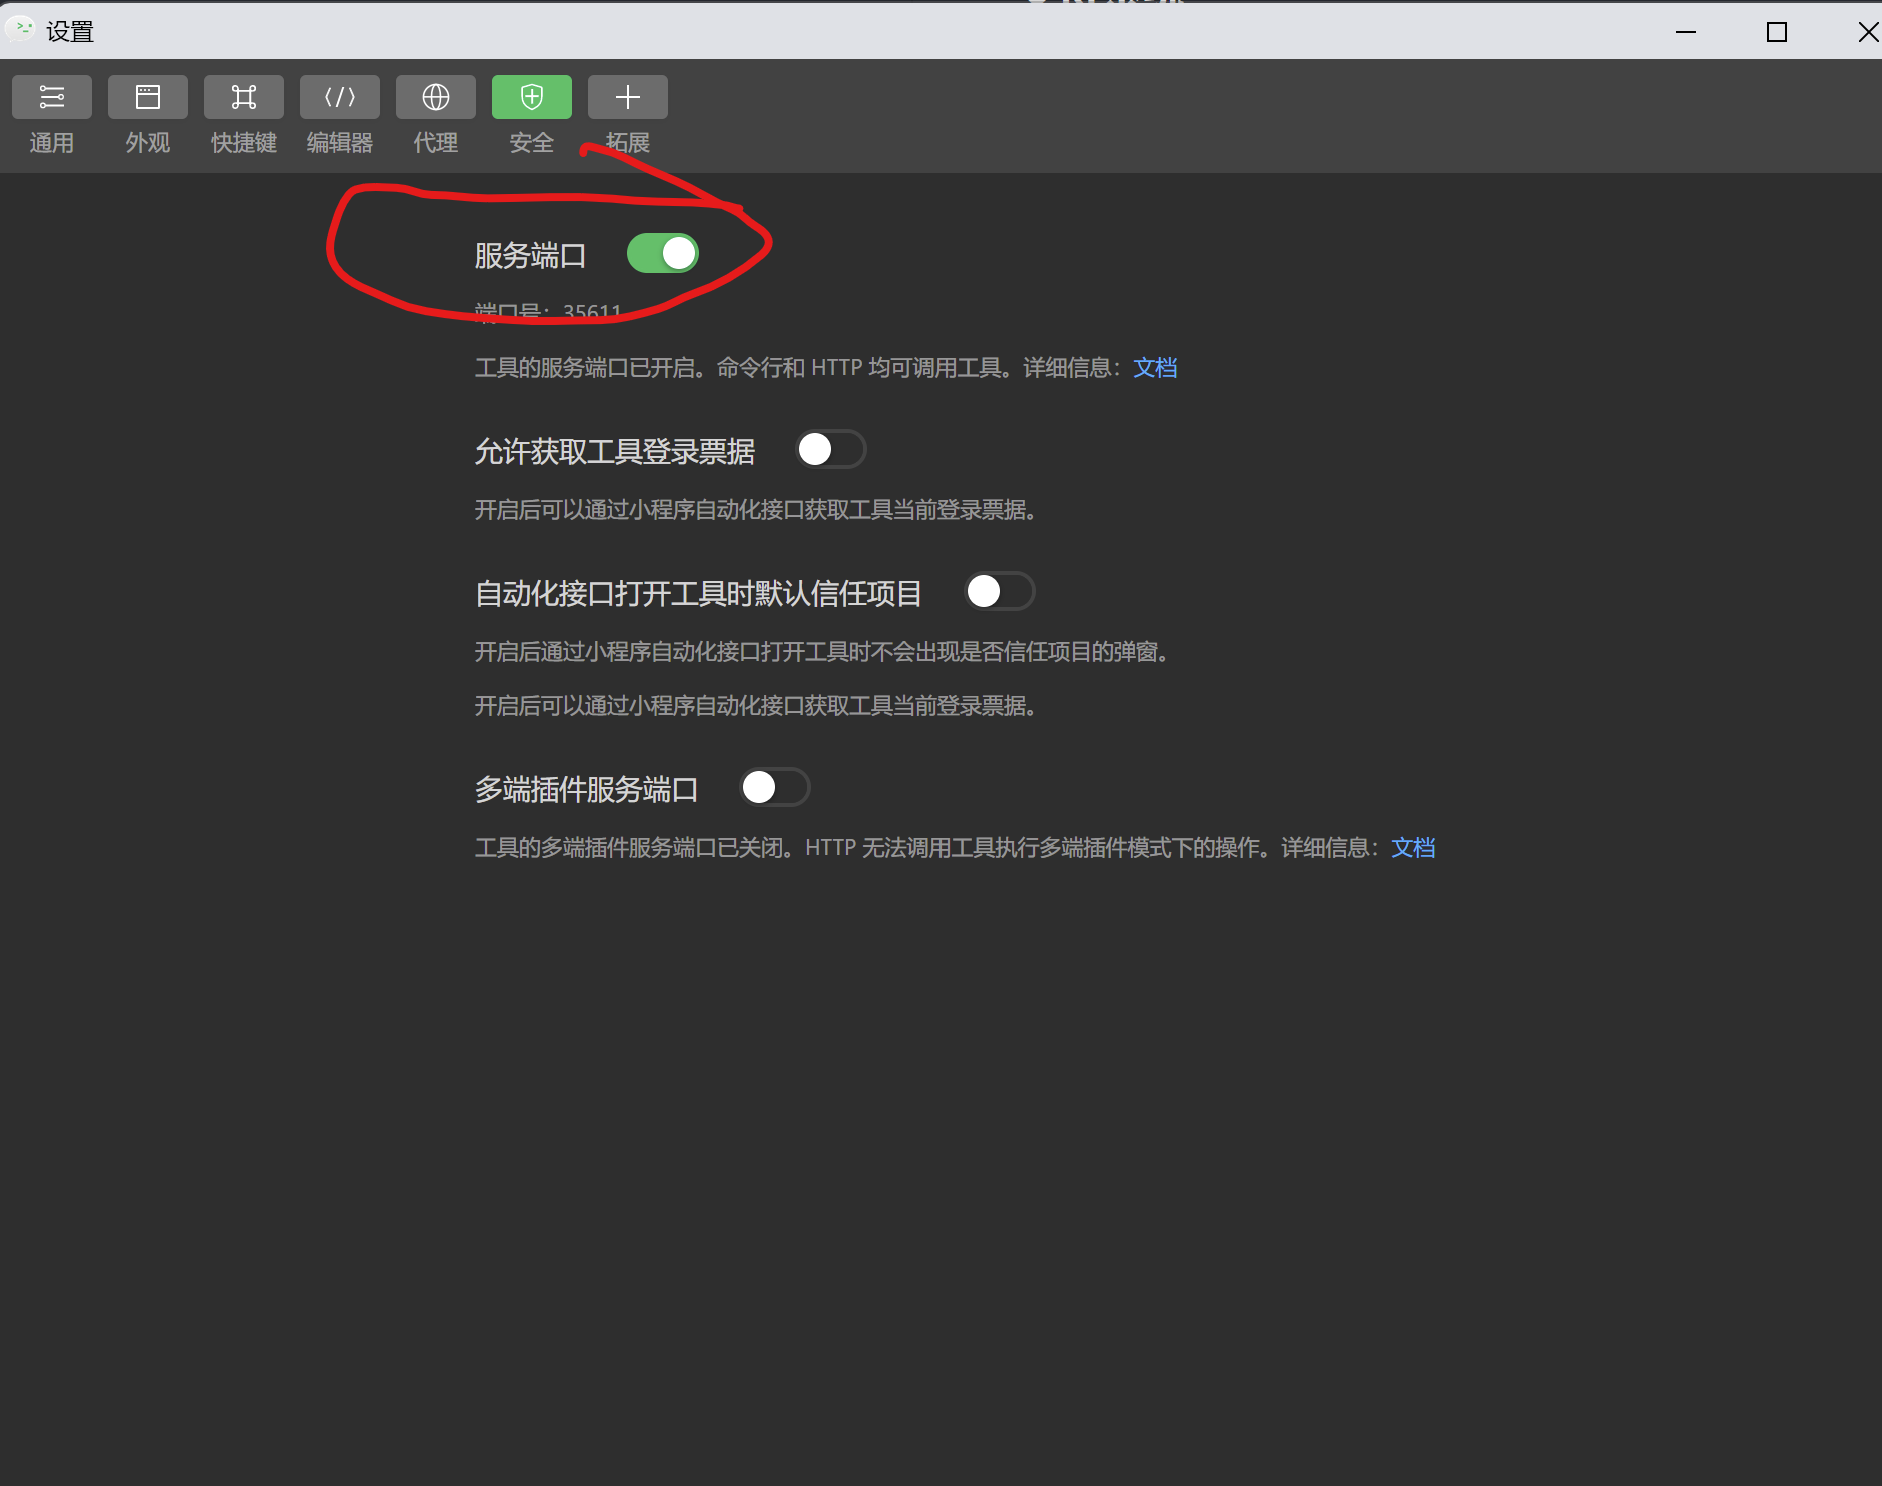 设置
通用 外观 快捷键 编辑器 代理 安全 拓展
服务端口
端口号：35611
工具的服务端口已开启。命令行和 HTTP 均可调用工具。详细信息：文档
允许获取工具登录票据
开启后可以通过小程序自动化接口获取工具当前登录票据。
自动化接口打开工具时默认信任项目
开启后通过小程序自动化接口打开工具时不会出现是否信任项目的弹窗。
开启后可以通过小程序自动化接口获取工具当前登录票据。
多端插件服务端口
工具的多端插件服务端口已关闭。HTTP 无法调用工具执行多端插件模式下的操作。详细信息：文档